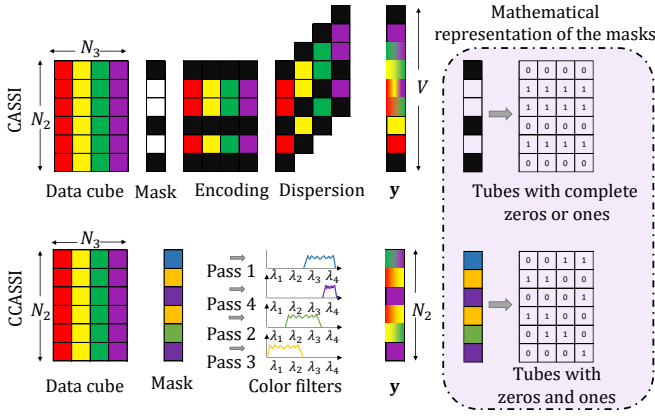 Mathematical
representation of the masks
CASSI
N₃
N₂
V
Data cube
Mask
Encoding
Dispersion
y
0 0 0 0
1 1 1 1
1 1 1 1
0 0 0 0
1 1 1 1
0 0 0 0
Tubes with complete
zeros or ones
CCASSI
N₃
N₂
Data cube
Mask
Pass 1
λ₁ λ₂ λ₃ λ₄
Pass 4
λ₁ λ₂ λ₃ λ₄
Pass 2
λ₁ λ₂ λ₃ λ₄
Pass 3
λ₁ λ₂ λ₃ λ₄
Color filters
y
N₂
0 0 1 1
1 1 0 0
0 0 0 1
1 1 0 0
0 1 1 0
0 0 0 1
Tubes with
zeros and ones